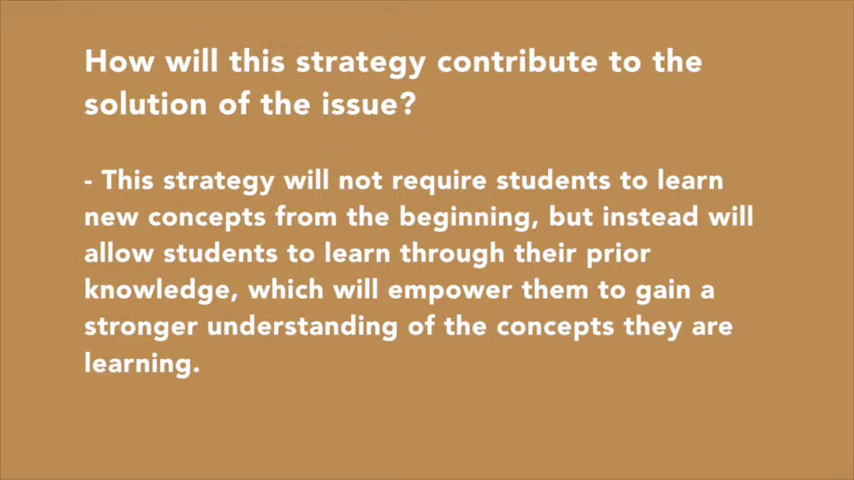 How will this strategy contribute to the
solution of the issue?
- This strategy will not require students to learn
new concepts from the beginning, but instead will
allow students to learn through their prior
knowledge, which will empower them to gain a
stronger understanding of the concepts they are
learning.